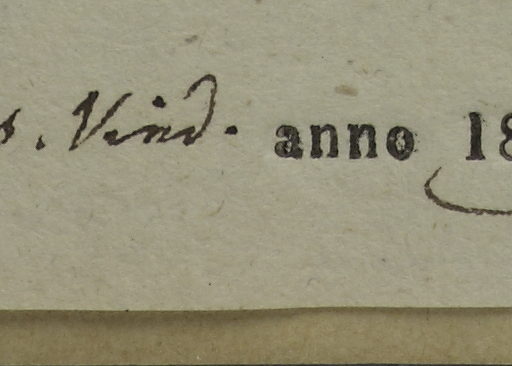 s. Vind. anno 18